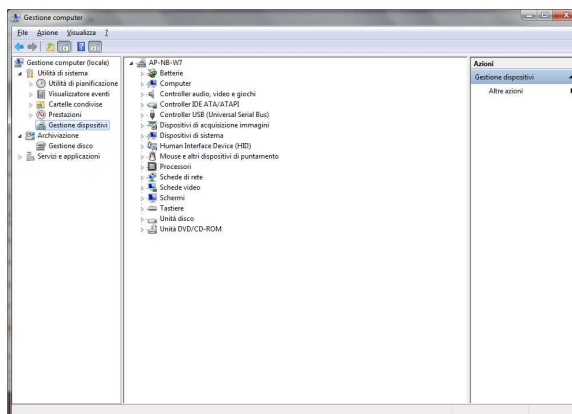 Gestione computer
File Azione Visualizza ?
Gestione computer (locale)
Utilità di sistema
Utilità di pianificazione
Visualizzatore eventi
Cartelle condivise
Prestazioni
Gestione dispositivi
Archiviazione
Gestione disco
Servizi e applicazioni
AP-NB-W7
Batterie
Computer
Controller audio, video e giochi
Controller IDE ATA/ATAPI
Controller USB (Universal Serial Bus)
Dispositivi di acquisizione immagini
Dispositivi di sistema
Human Interface Device (HID)
Mouse e altri dispositivi di puntamento
Processori
Schede di rete
Schede video
Schermi
Tastiere
Unità disco
Unità DVD/CD-ROM
Azioni
Gestione dispositivi
Altre azioni